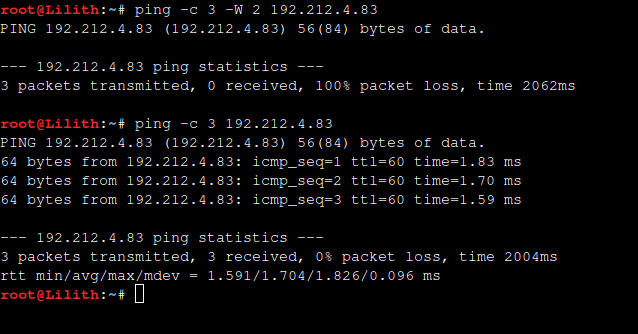 root@Lilith:~# ping -c 3 -W 2 192.212.4.83
PING 192.212.4.83 (192.212.4.83) 56(84) bytes of data.
--- 192.212.4.83 ping statistics ---
3 packets transmitted, 0 received, 100% packet loss, time 2062ms
root@Lilith:~# ping -c 3 192.212.4.83
PING 192.212.4.83 (192.212.4.83) 56(84) bytes of data.
64 bytes from 192.212.4.83: icmp_seq=1 ttl=60 time=1.83 ms
64 bytes from 192.212.4.83: icmp_seq=2 ttl=60 time=1.70 ms
64 bytes from 192.212.4.83: icmp_seq=3 ttl=60 time=1.59 ms
--- 192.212.4.83 ping statistics ---
3 packets transmitted, 3 received, 0% packet loss, time 2004ms
rtt min/avg/max/mdev = 1.591/1.704/1.826/0.096 ms
root@Lilith:~#